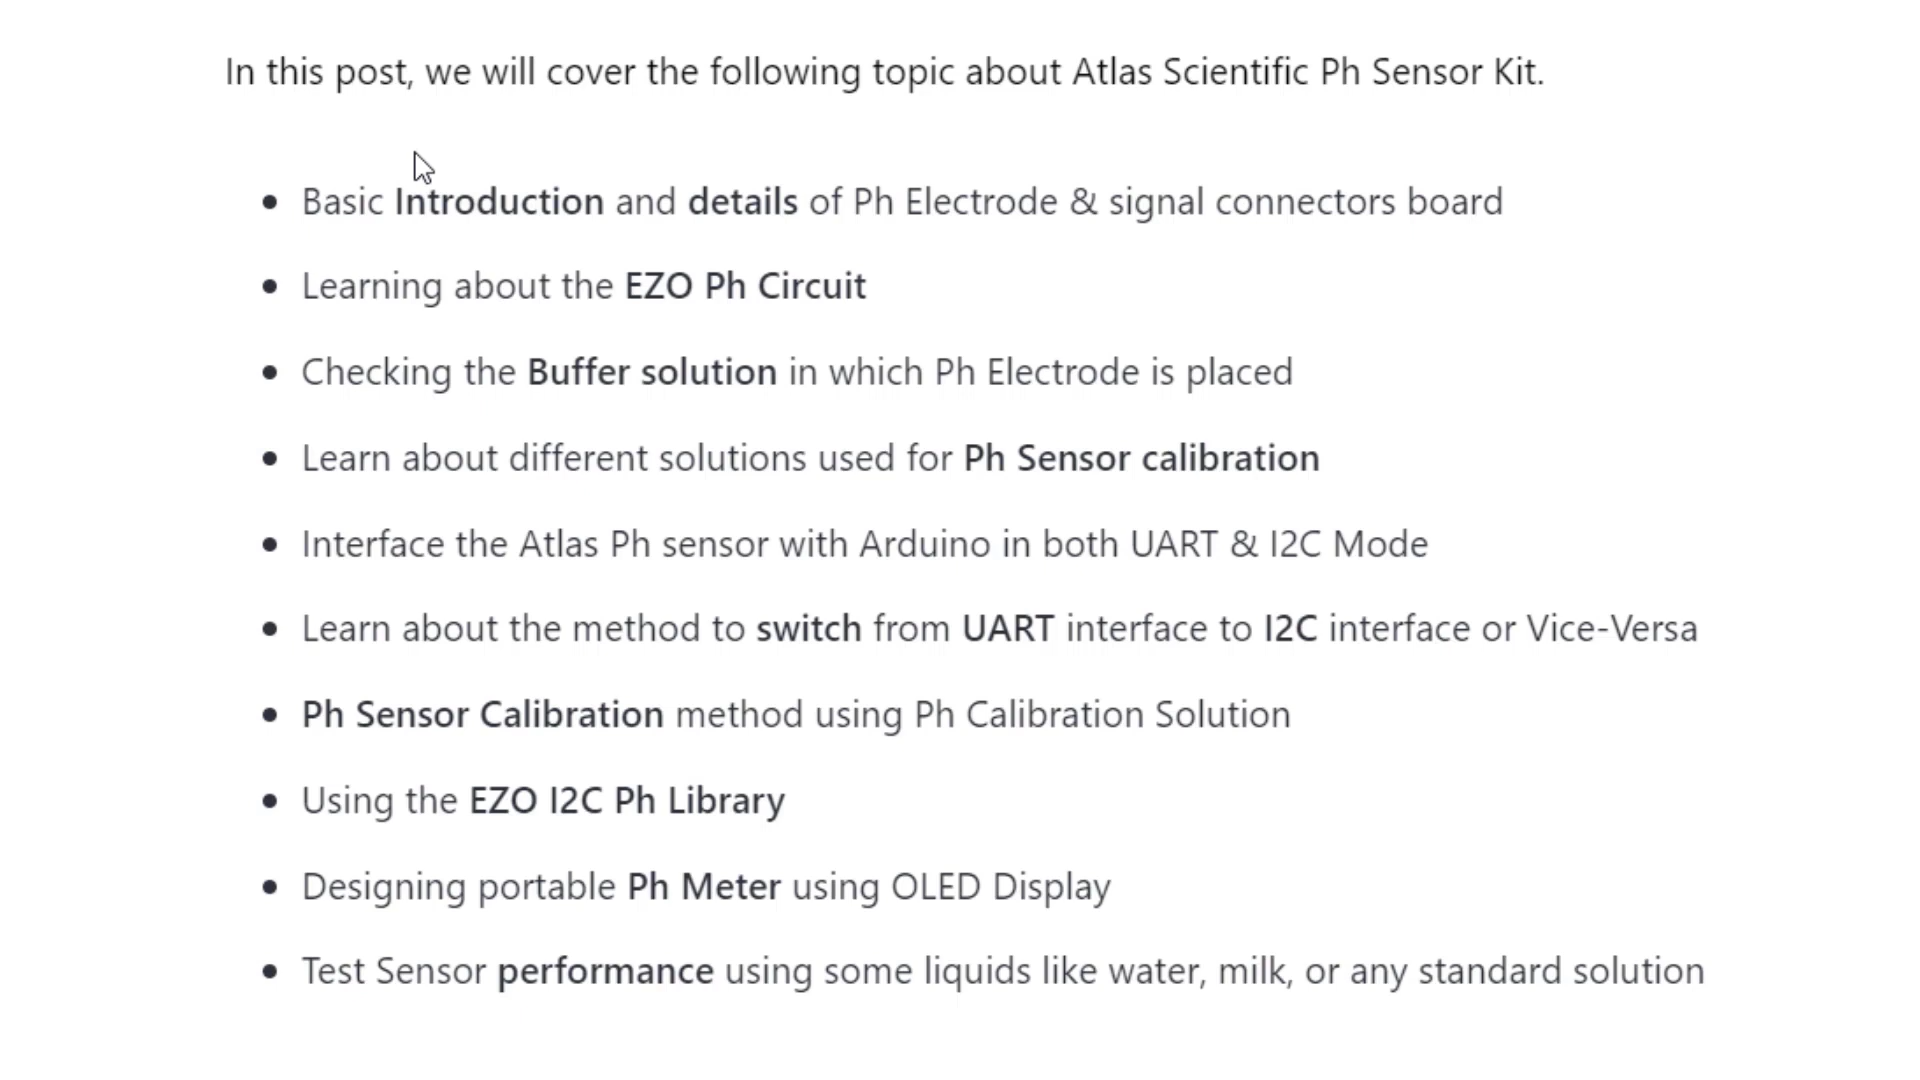 In this post, we will cover the following topic about Atlas Scientific Ph Sensor Kit.
• Basic Introduction and details of Ph Electrode & signal connectors board
• Learning about the EZO Ph Circuit
• Checking the Buffer solution in which Ph Electrode is placed
• Learn about different solutions used for Ph Sensor calibration
• Interface the Atlas Ph sensor with Arduino in both UART & I2C Mode
• Learn about the method to switch from UART interface to I2C interface or Vice-Versa
• Ph Sensor Calibration method using Ph Calibration Solution
• Using the EZO I2C Ph Library
• Designing portable Ph Meter using OLED Display
• Test Sensor performance using some liquids like water, milk, or any standard solution